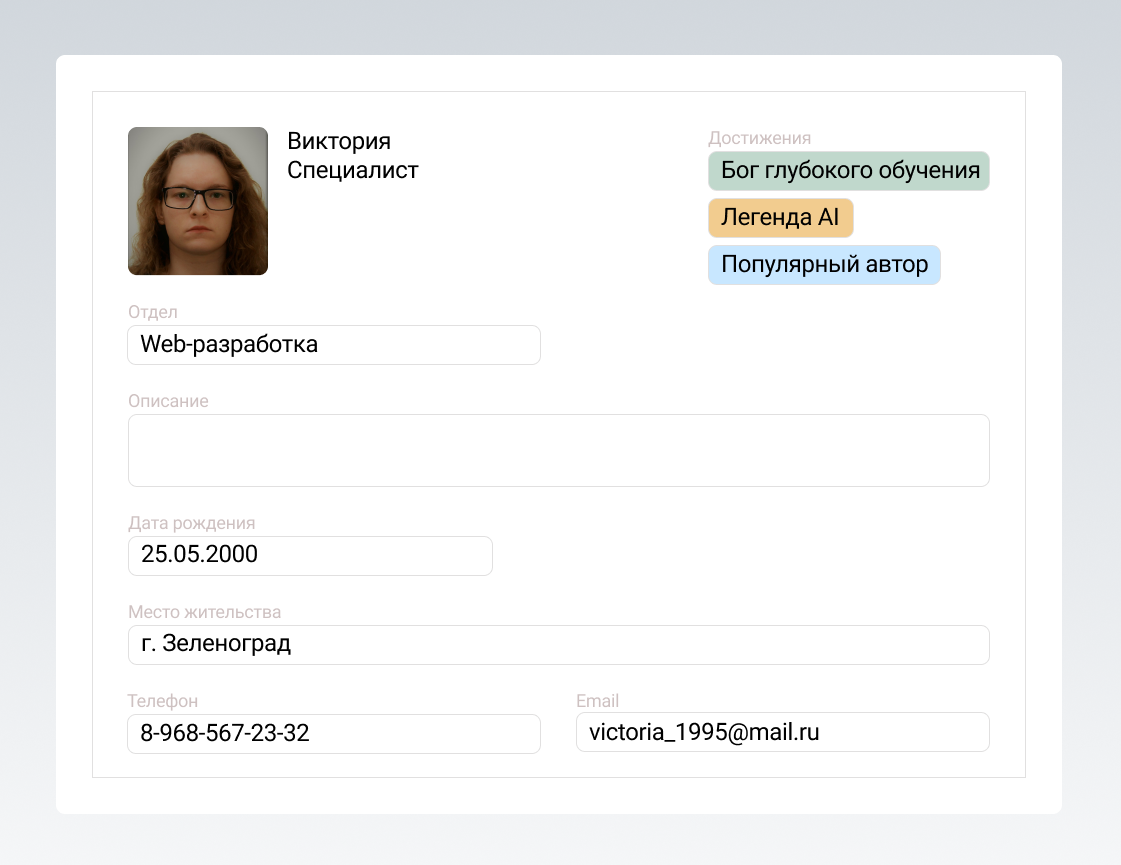 Виктория
Специалист
Достижения
Бог глубокого обучения
Легенда AI
Популярный автор
Отдел
Web-разработка
Описание
Дата рождения
25.05.2000
Место жительства
г. Зеленоград
Телефон
8-968-567-23-32
Email
victoria_1995@mail.ru